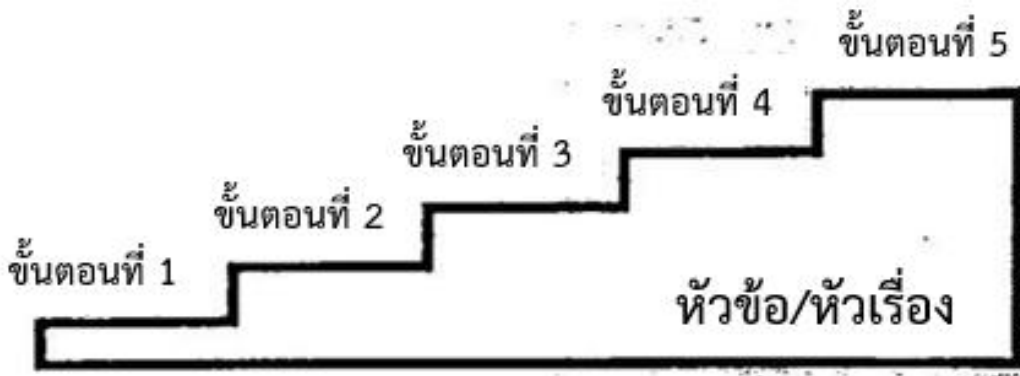 ขั้นตอนที่ 5
ขั้นตอนที่ 4
ขั้นตอนที่ 3
ขั้นตอนที่ 2
ขั้นตอนที่ 1
หัวข้อ/หัวเรื่อง